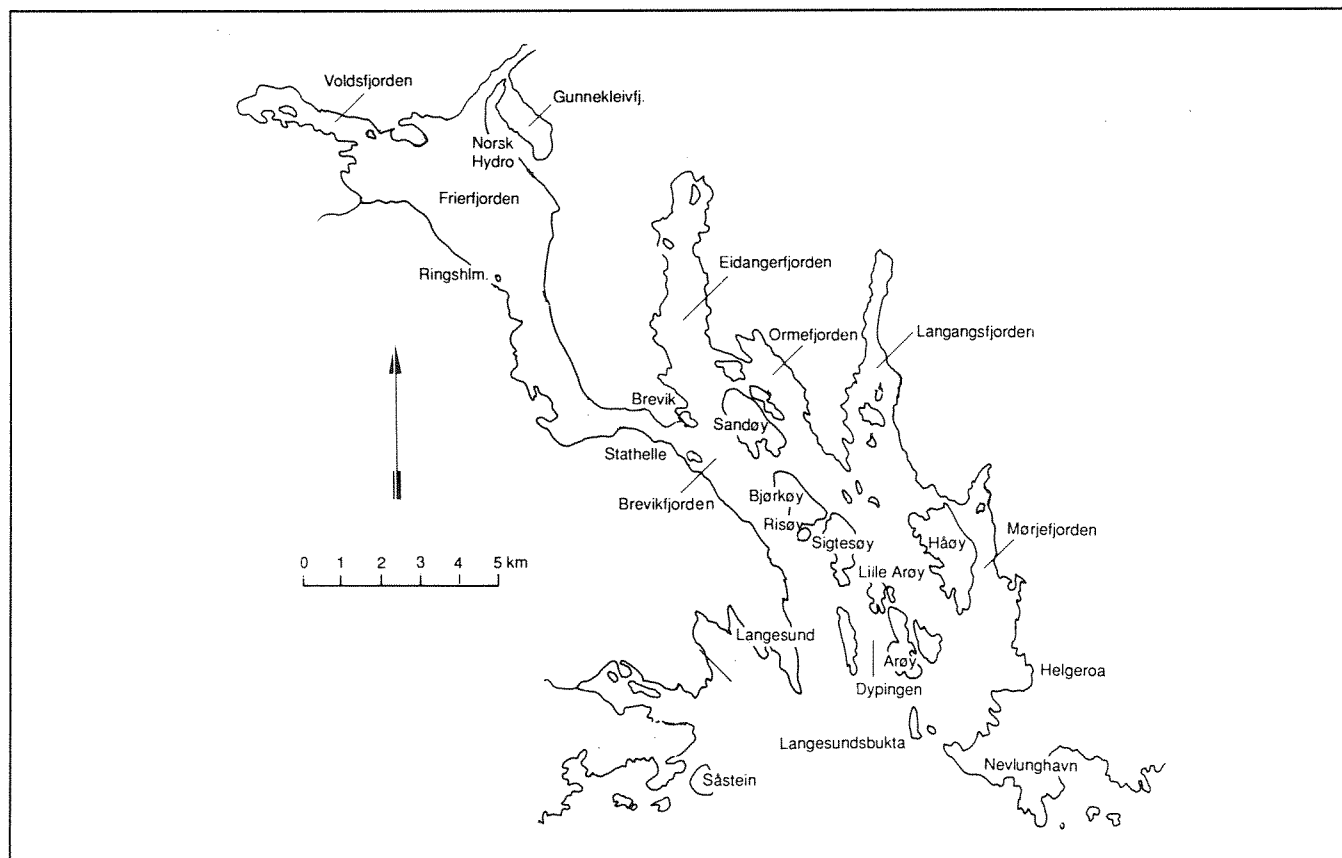 Voldsfjorden
Gunnekleivfj.
Norsk
Hydro
Frierfjorden
Ringshlm.
Eidangerfjorden
Ormefjorden
Langangsfjorden
Brevik
Sandøy
Stathelle
Brevikfjorden
Bjørkøy
Risøy
Sigtesøy
Håøy
Mørjefjorden
0 1 2 3 4 5 km
Lille Arøy
Langesund
Arøy
Helgeroa
Dypingen
Langesundsbukta
Nevlunghavn
Såstein